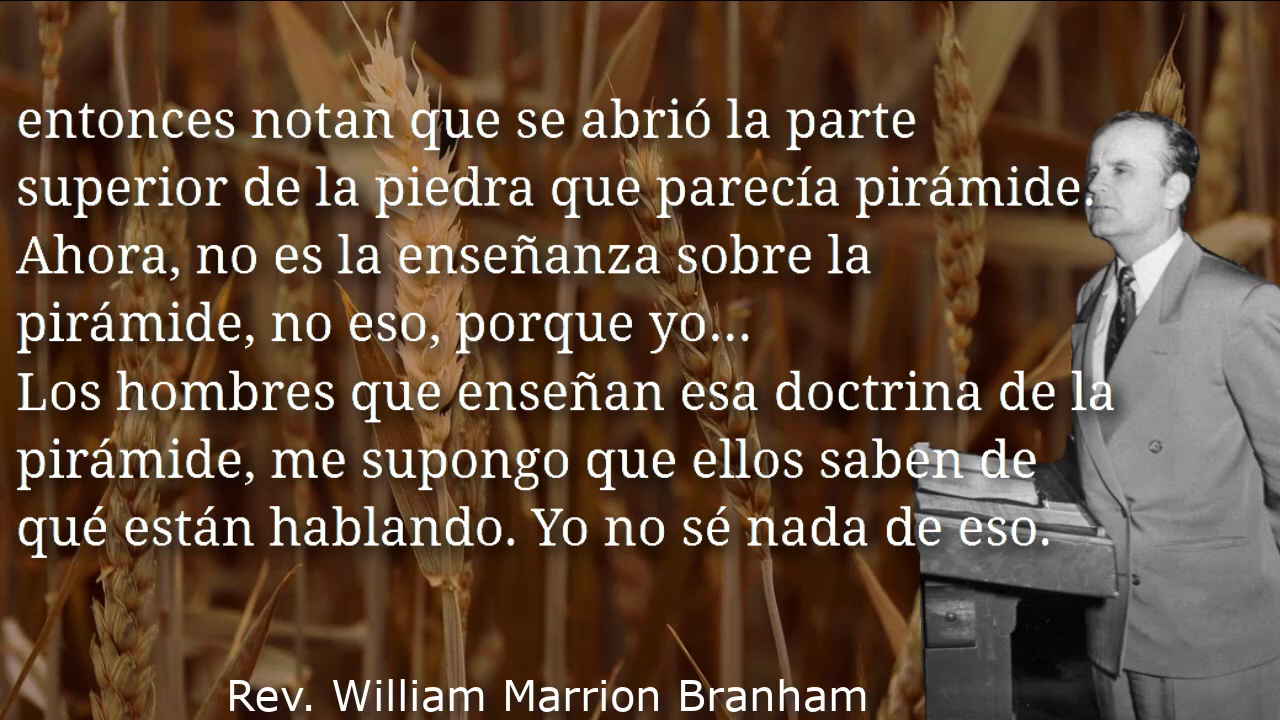 entonces notan que se abrió la parte
superior de la piedra que parecía pirámide.
Ahora, no es la enseñanza sobre la
pirámide, no eso, porque yo...
Los hombres que enseñan esa doctrina de la
pirámide, me supongo que ellos saben de
qué están hablando. Yo no sé nada de eso.
Rev. William Marrion Branham